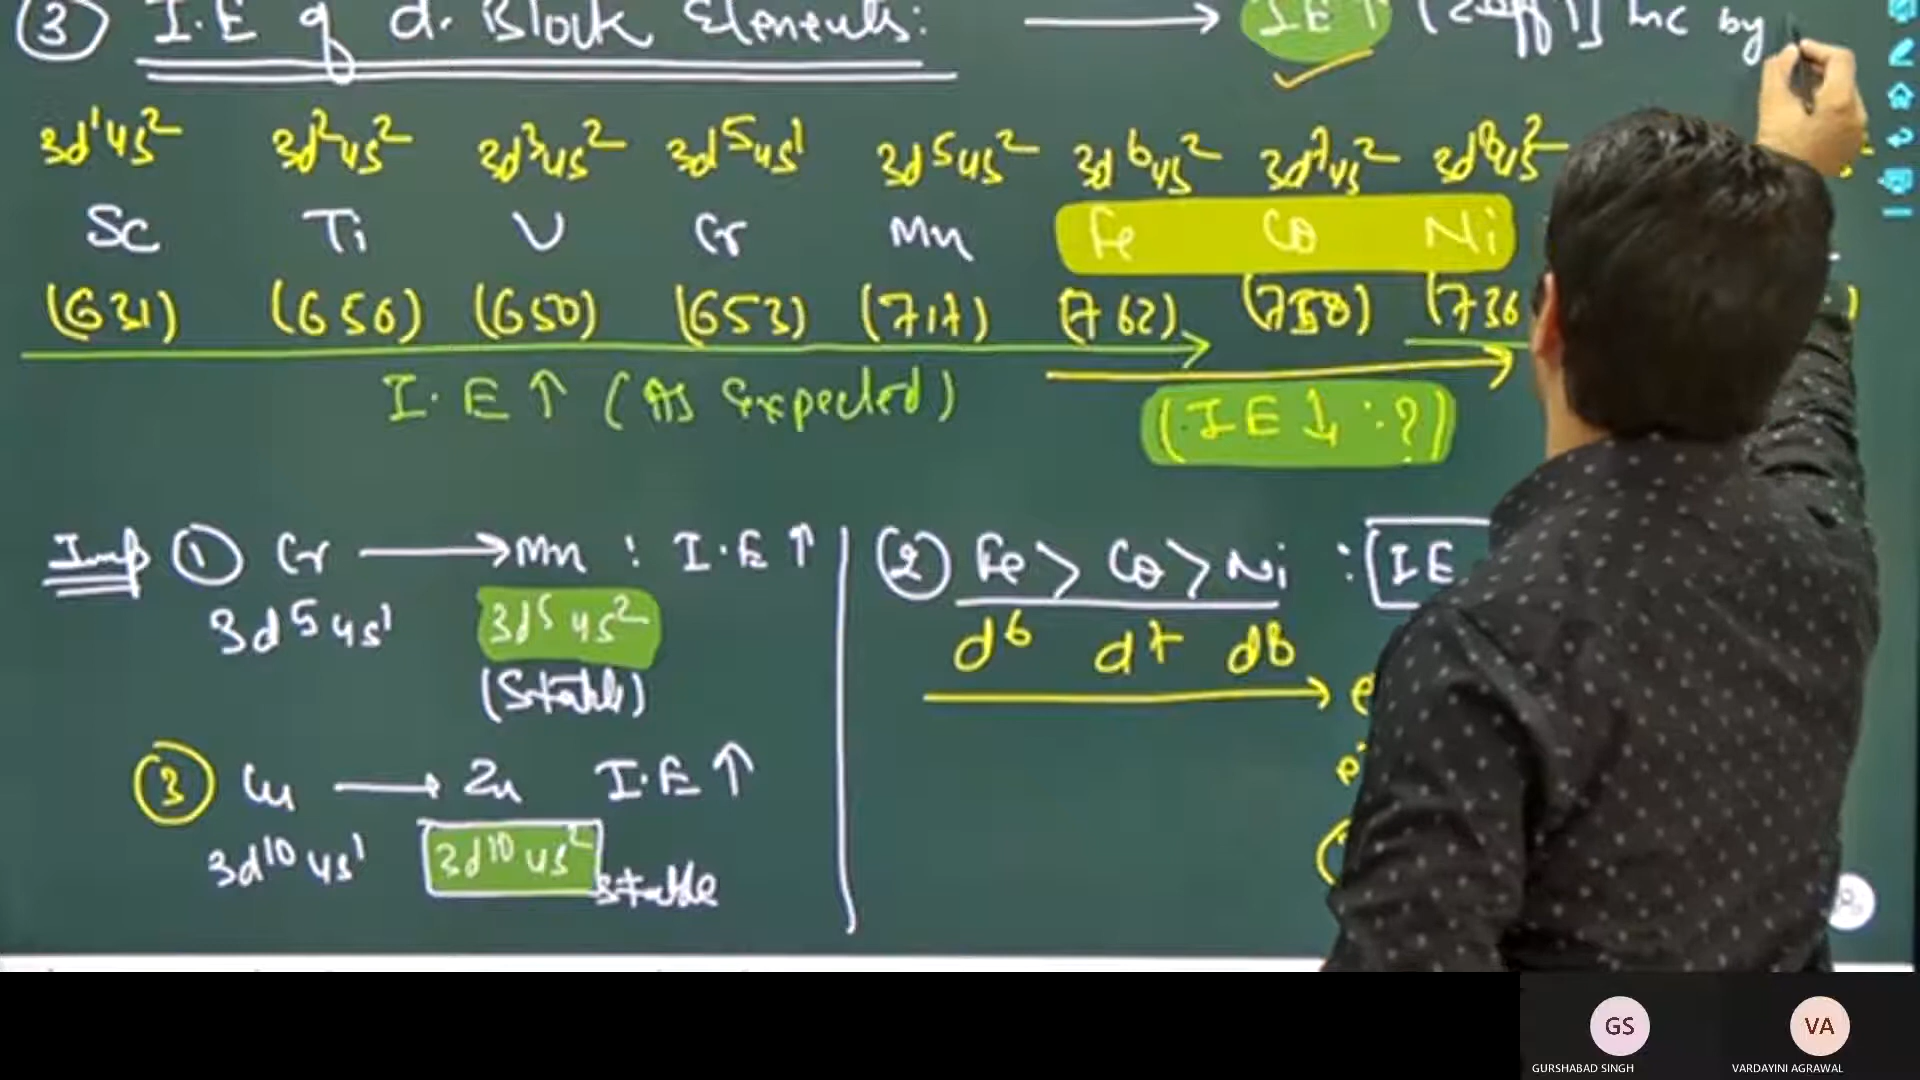 ③ I.E of d-Block Elements: → IE↑ (Zeff↑) Inc by
3d¹4s² 3d²4s² 3d³4s² 3d⁵4s¹ 3d⁵4s² 3d⁶4s² 3d⁷4s² 3d⁸4s²
Sc Ti V Cr Mn Fe Co Ni
(631) (656) (650) (653) (717) (762) (758) (736
I.E↑ (As Expected)
(IE↓:?)
Imp ① Cr → Mn : I.E↑
3d⁵4s¹ 3d⁵4s²
(Stable)
(2) Fe > Co > Ni : [IE
d⁶ d⁷ d⁸
→ e
③ Cu → Zn I.E↑
3d¹⁰4s¹ 3d¹⁰4s² stable
GS VA
GURSHABAD SINGH VARDAYINI AGRAWAL